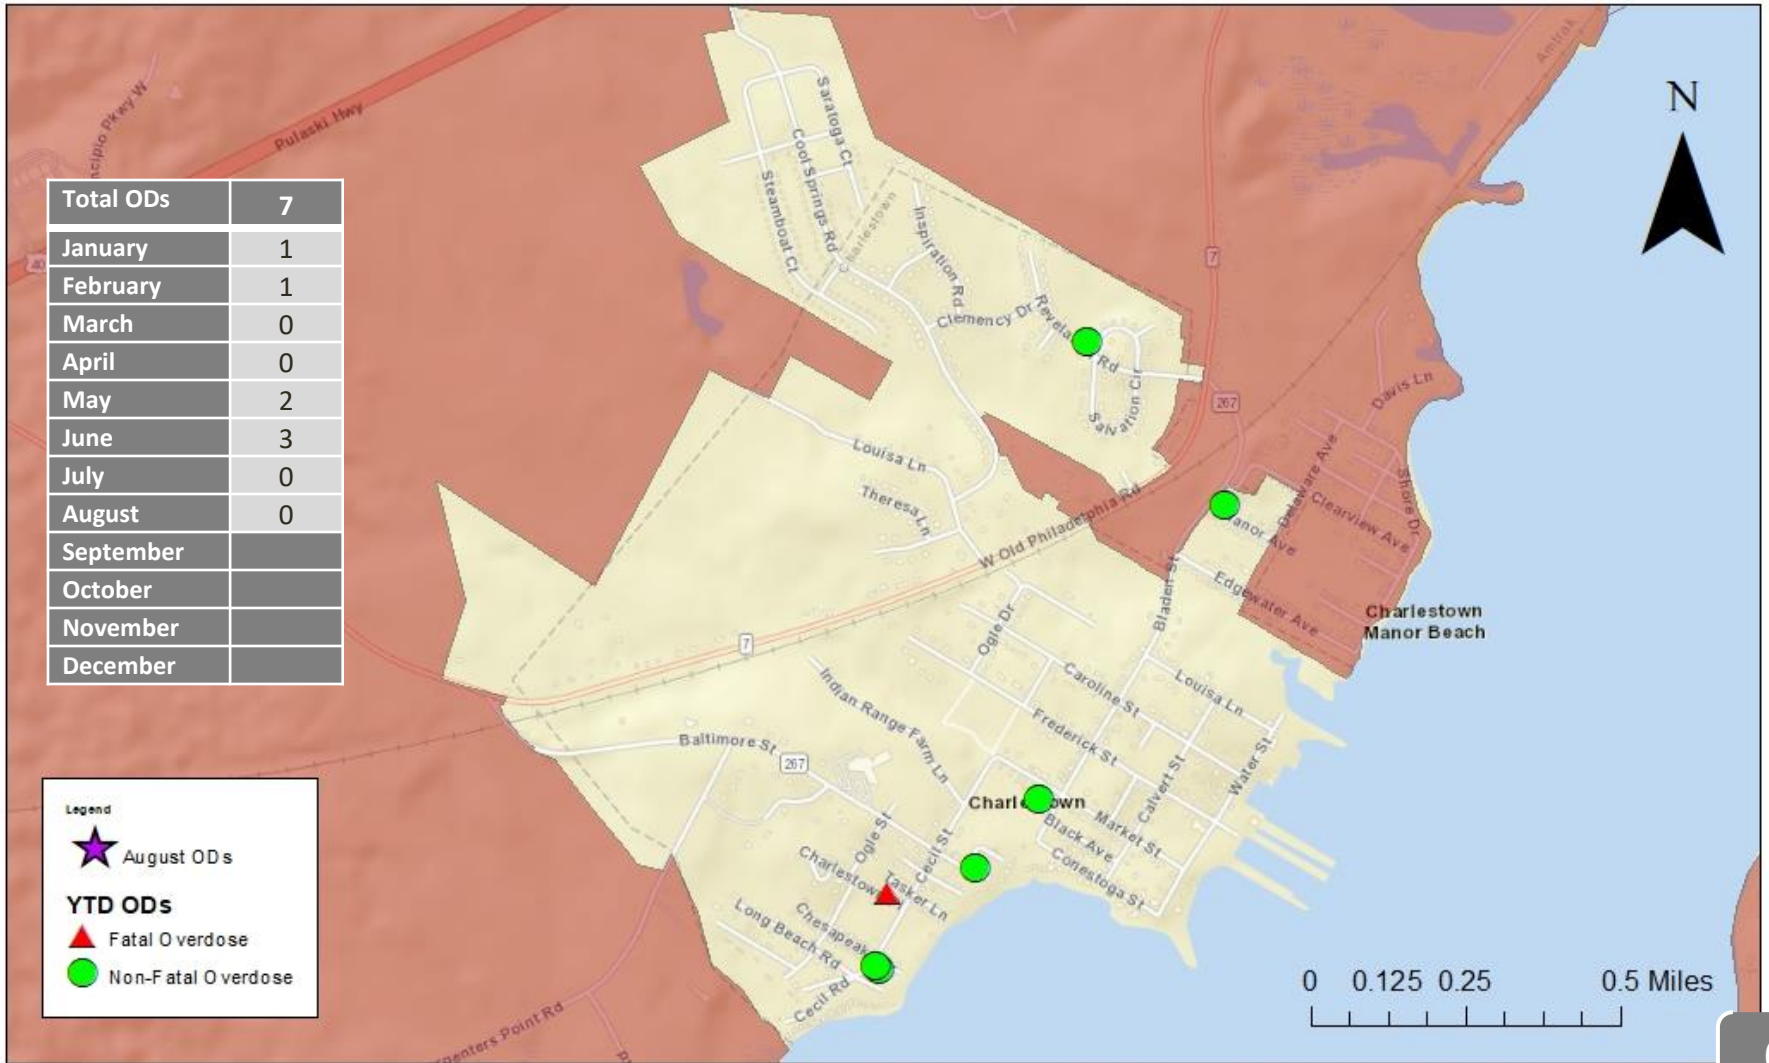 Pulaski Hwy
Amtrak
N
40
Total ODs 7
January 1
February 1
March 0
April 0
May 2
June 3
July 0
August 0
September
October
November
December
Saratoga Ct
Cool Springs Rd
Steamboat Ct
Charlestown
Inspiration Rd
Clemency Dr
Rd
Salvation Cir
7
267
Davis Ln
Delaware Ave
Shore Dr
Clearview Ave
Ave
Edgewater Ave
Louisa Ln
Theresa Ln
W Old Philadelphia Rd
Bladen St
Charlestown
Manor Beach
Ogle Dr
7
Caroline St
Louisa Ln
Frederick St
Indian Range Farm Ln
Baltimore St
267
Calvert St
Water St
Market St
Black Ave
Conestoga St
Ogle St
Cecil St
Tasker Ln
Long Beach Rd
Cecil Rd
Legend
August ODs
YTD ODs
Fatal Overdose
Non-Fatal Overdose
0 0.125 0.25 0.5 Miles